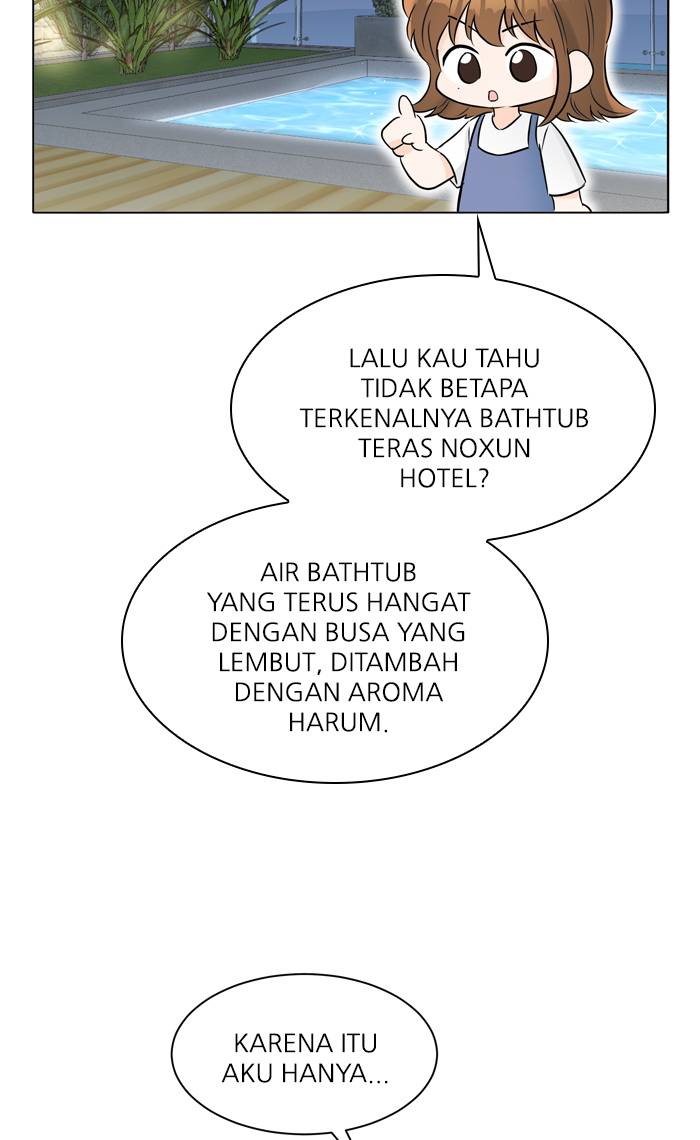 LALU KAU TAHU
TIDAK BETAPA
TERKENALNYA BATHTUB
TERAS NOXUN
HOTEL?
AIR BATHTUB
YANG TERUS HANGAT
DENGAN BUSA YANG
LEMBUT, DITAMBAH
DENGAN AROMA
HARUM.
KARENA ITU
AKU HANYA...